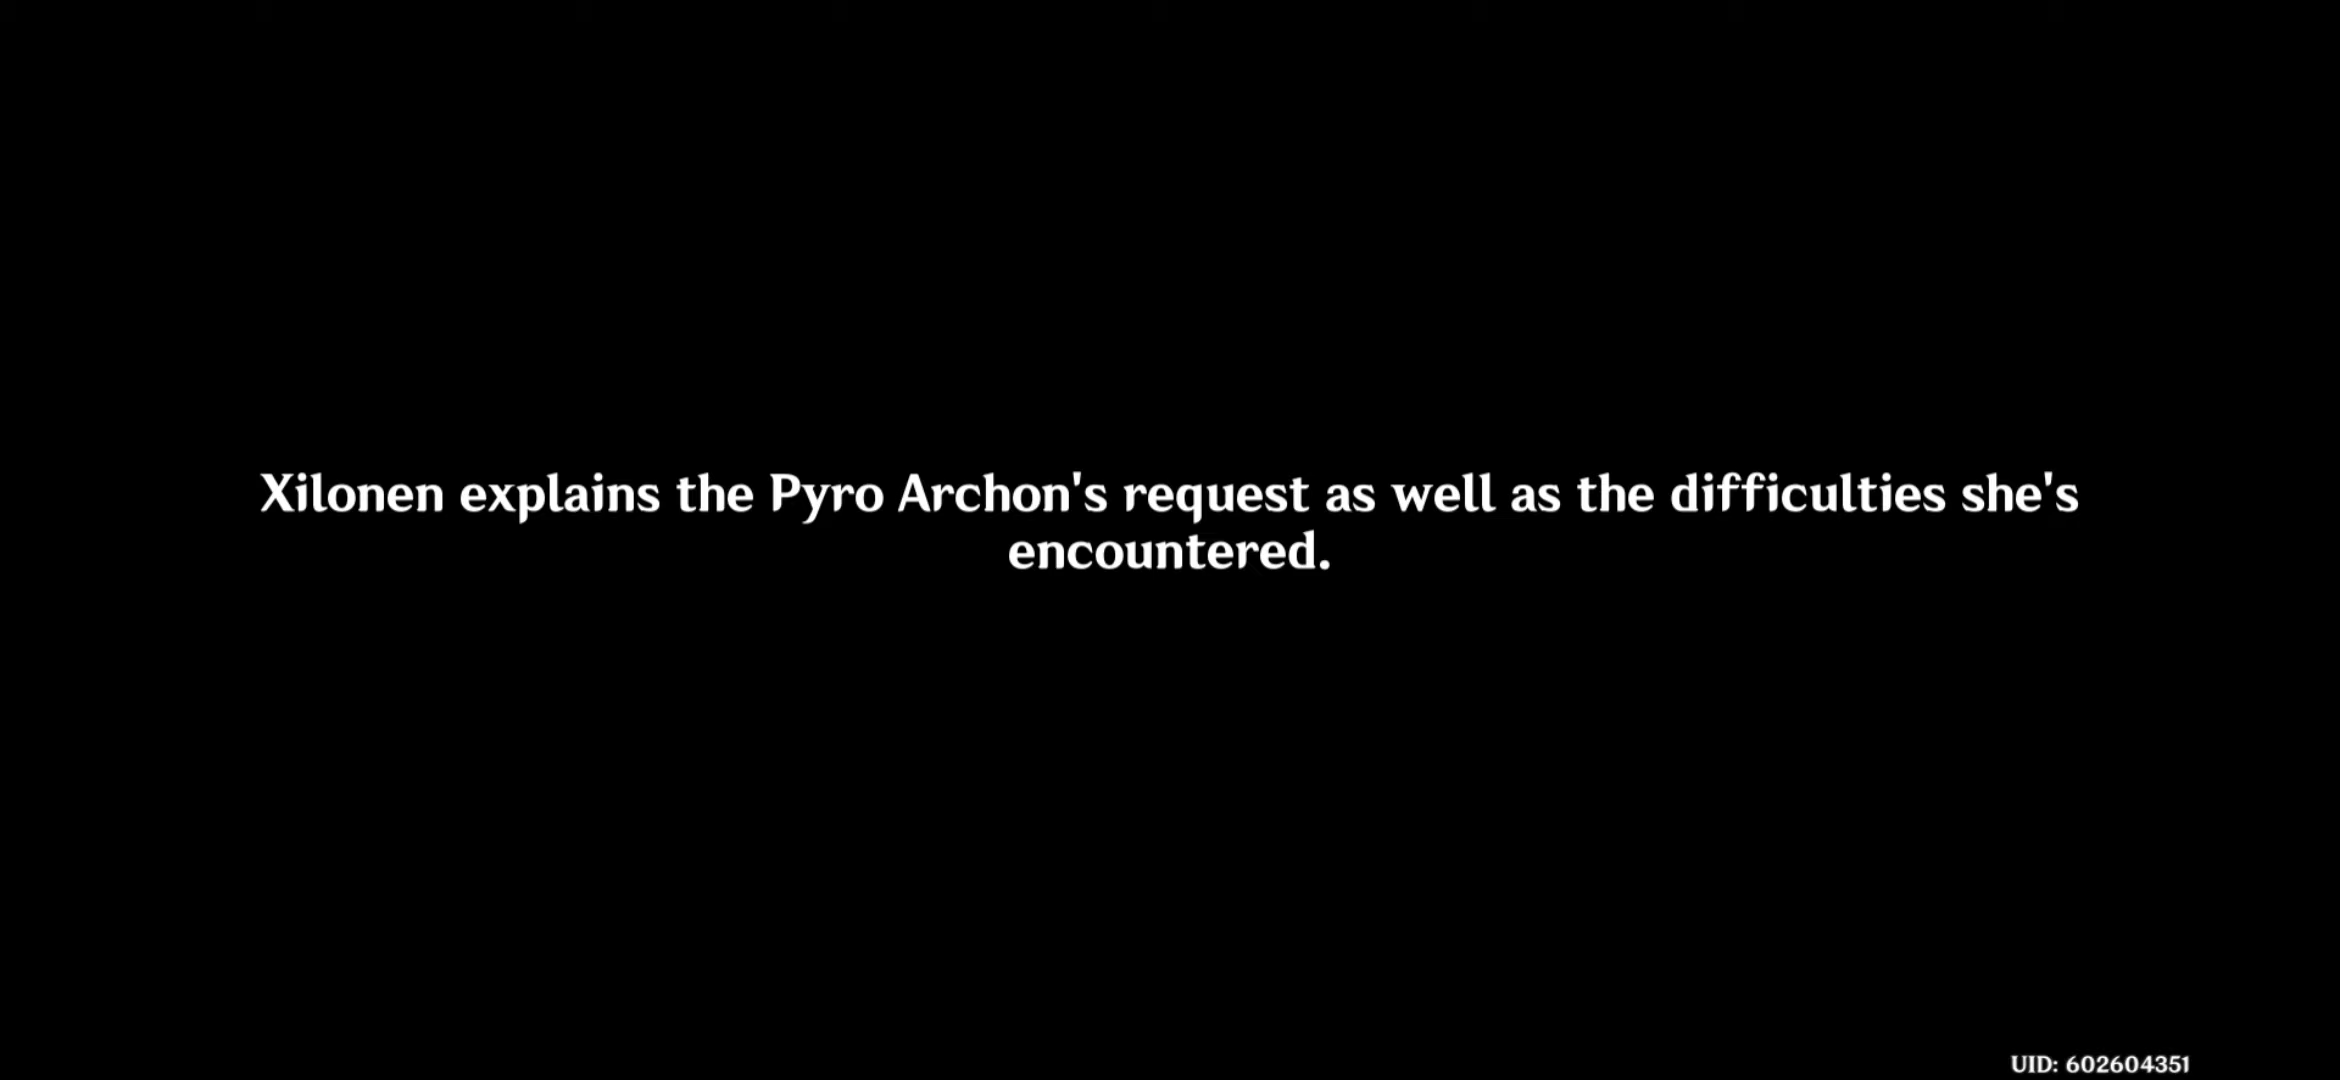 Xilonen explains the Pyro Archon's request as well as the difficulties she's
encountered.
UID: 602604351